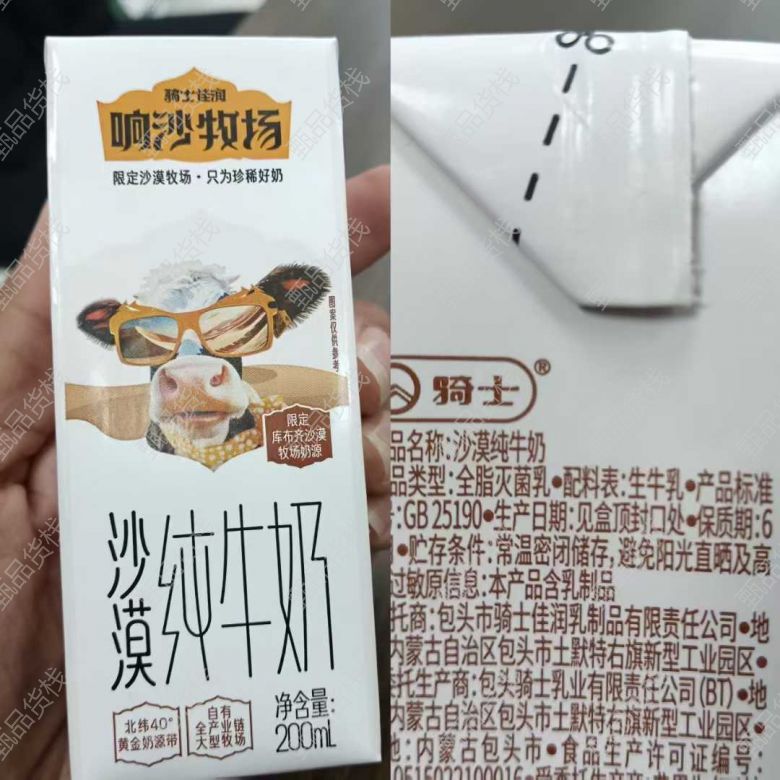 骑士佳润
响沙牧场
限定沙漠牧场·只为珍稀好奶
图案仅供参考
限定
库布齐沙漠
牧场奶源
沙漠纯牛奶
北纬40°
黄金奶源带
自有
全产业链
大型牧场
净含量:
200mL
骑士®
品名称:沙漠纯牛奶
品类型:全脂灭菌乳●配料表:生牛乳●产品标准
:GB 25190●生产日期:见盒顶封口处●保质期:6
●贮存条件:常温密闭储存,避免阳光直晒及高
过敏原信息:本产品含乳制品
托商:包头市骑士佳润乳制品有限责任公司●地
内蒙古自治区包头市土默特右旗新型工业园区●
托生产商:包头骑士乳业有限责任公司(BT)●地
内蒙古自治区包头市土默特右旗新型工业园区
地:内蒙古包头市●食品生产许可证编号:
甄品货栈